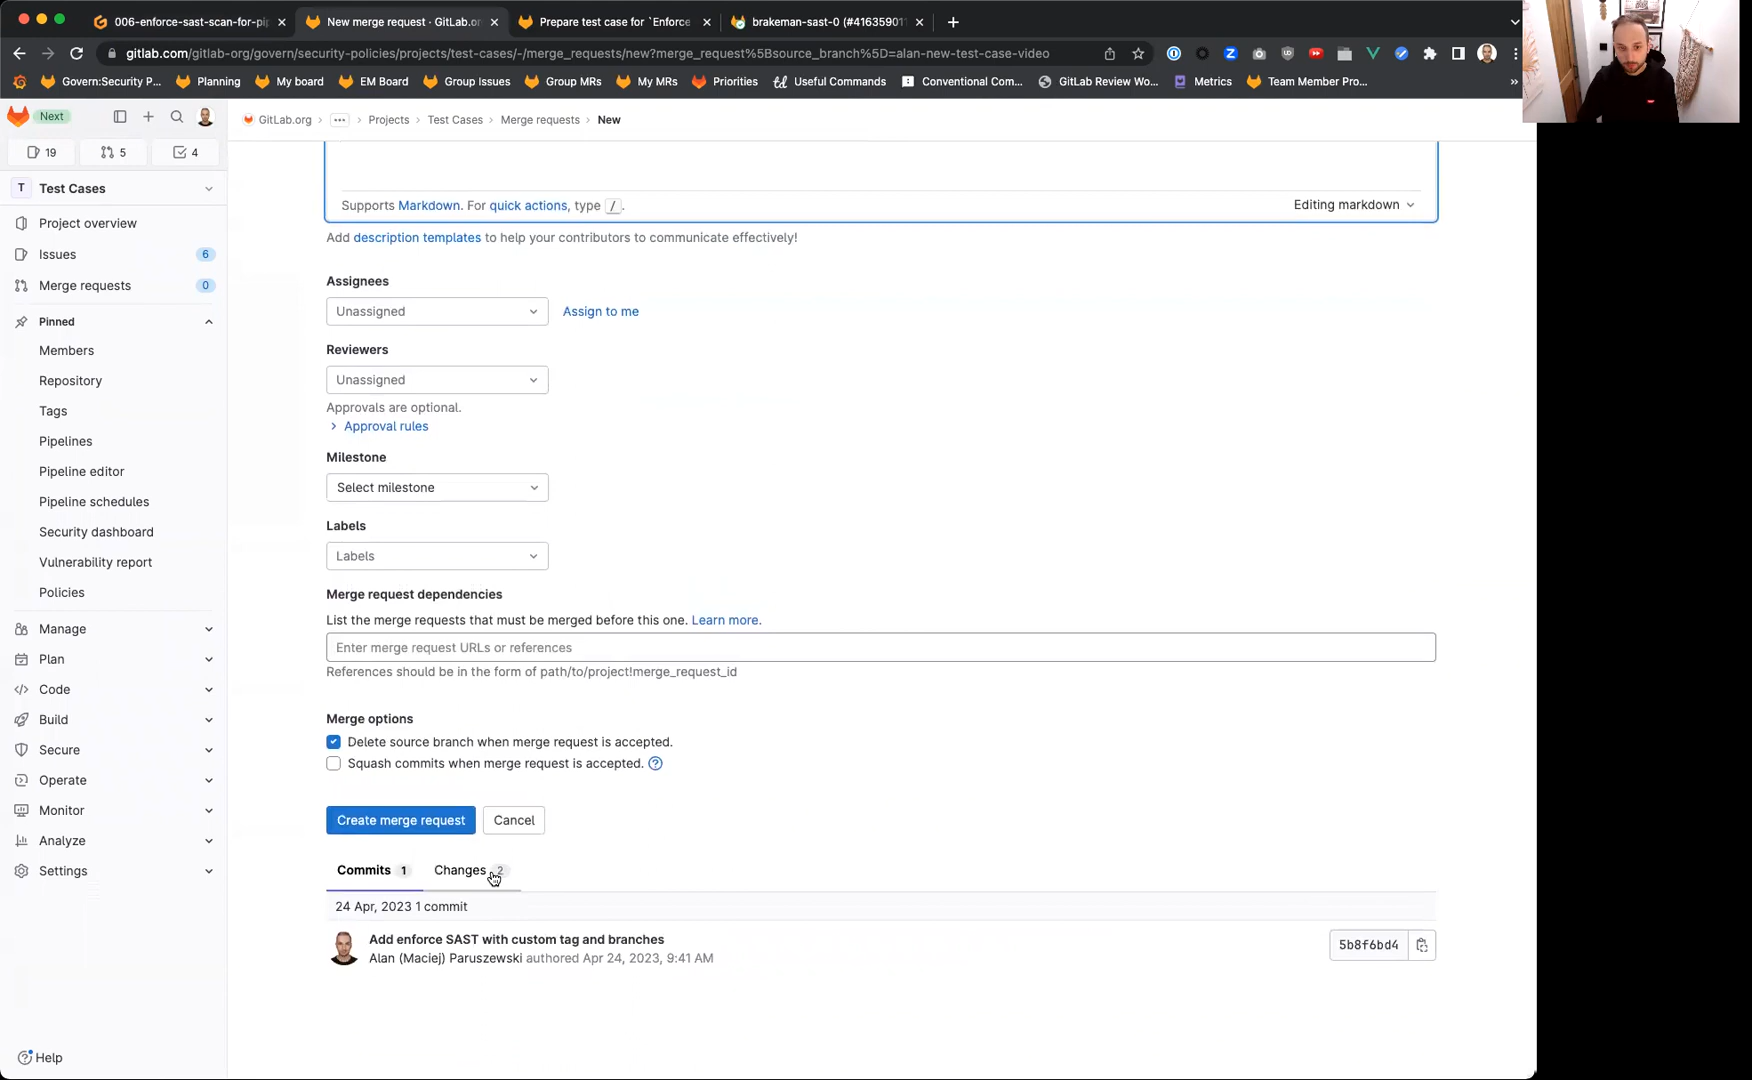 006-enforce-sast-scan-for-pip
New merge request · GitLab.or
Prepare test case for `Enforce
brakeman-sast-0 (#416359011
gitlab.com/gitlab-org/govern/security-policies/projects/test-cases/-/merge_requests/new?merge_request%5Bsource_branch%5D=alan-new-test-case-video
Govern:Security P... Planning My board EM Board Group Issues Group MRs My MRs Priorities Useful Commands Conventional Com... GitLab Review Wo... Metrics Team Member Pro...
Next
19 5 4
T Test Cases
Project overview
Issues 6
Merge requests 0
Pinned
Members
Repository
Tags
Pipelines
Pipeline editor
Pipeline schedules
Security dashboard
Vulnerability report
Policies
Manage
Plan
Code
Build
Secure
Operate
Monitor
Analyze
Settings
Help
GitLab.org › ••• › Projects › Test Cases › Merge requests › New
Supports Markdown. For quick actions, type /.
Editing markdown
Add description templates to help your contributors to communicate effectively!
Assignees
Unassigned
Assign to me
Reviewers
Unassigned
Approvals are optional.
Approval rules
Milestone
Select milestone
Labels
Labels
Merge request dependencies
List the merge requests that must be merged before this one. Learn more.
Enter merge request URLs or references
References should be in the form of path/to/project!merge_request_id
Merge options
Delete source branch when merge request is accepted.
Squash commits when merge request is accepted.
Create merge request Cancel
Commits 1 Changes 2
24 Apr, 2023 1 commit
Add enforce SAST with custom tag and branches
Alan (Maciej) Paruszewski authored Apr 24, 2023, 9:41 AM
5b8f6bd4